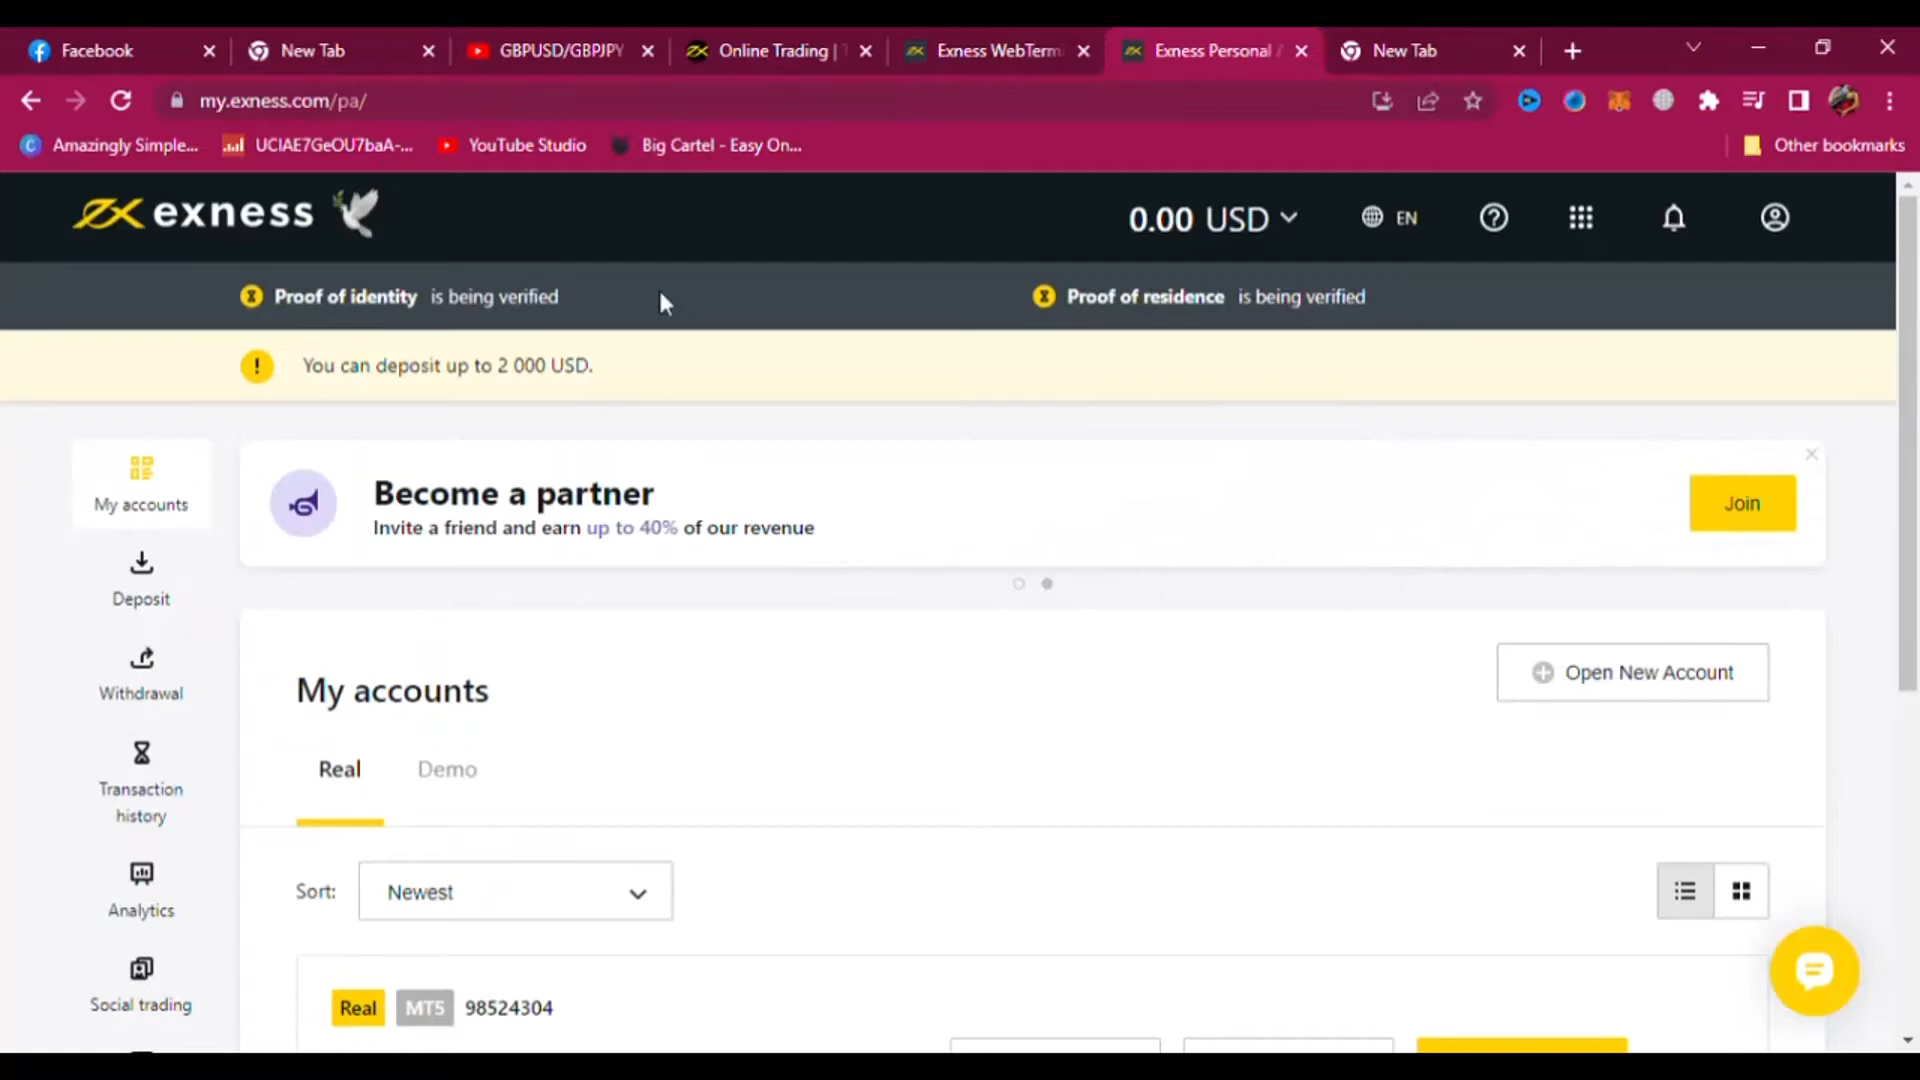 Facebook
New Tab
GBPUSD/GBPJPY
Online Trading |
Exness WebTerm
Exness Personal
New Tab
my.exness.com/pa/
Amazingly Simple...
UCIAE7GeOU7baA-...
YouTube Studio
Big Cartel - Easy On...
Other bookmarks
exness
0.00 USD
EN
Proof of identity is being verified
Proof of residence is being verified
You can deposit up to 2 000 USD.
My accounts
Deposit
Withdrawal
Transaction
history
Analytics
Social trading
Become a partner
Invite a friend and earn up to 40% of our revenue
Join
My accounts
Open New Account
Real
Demo
Sort:
Newest
Real MT5 98524304